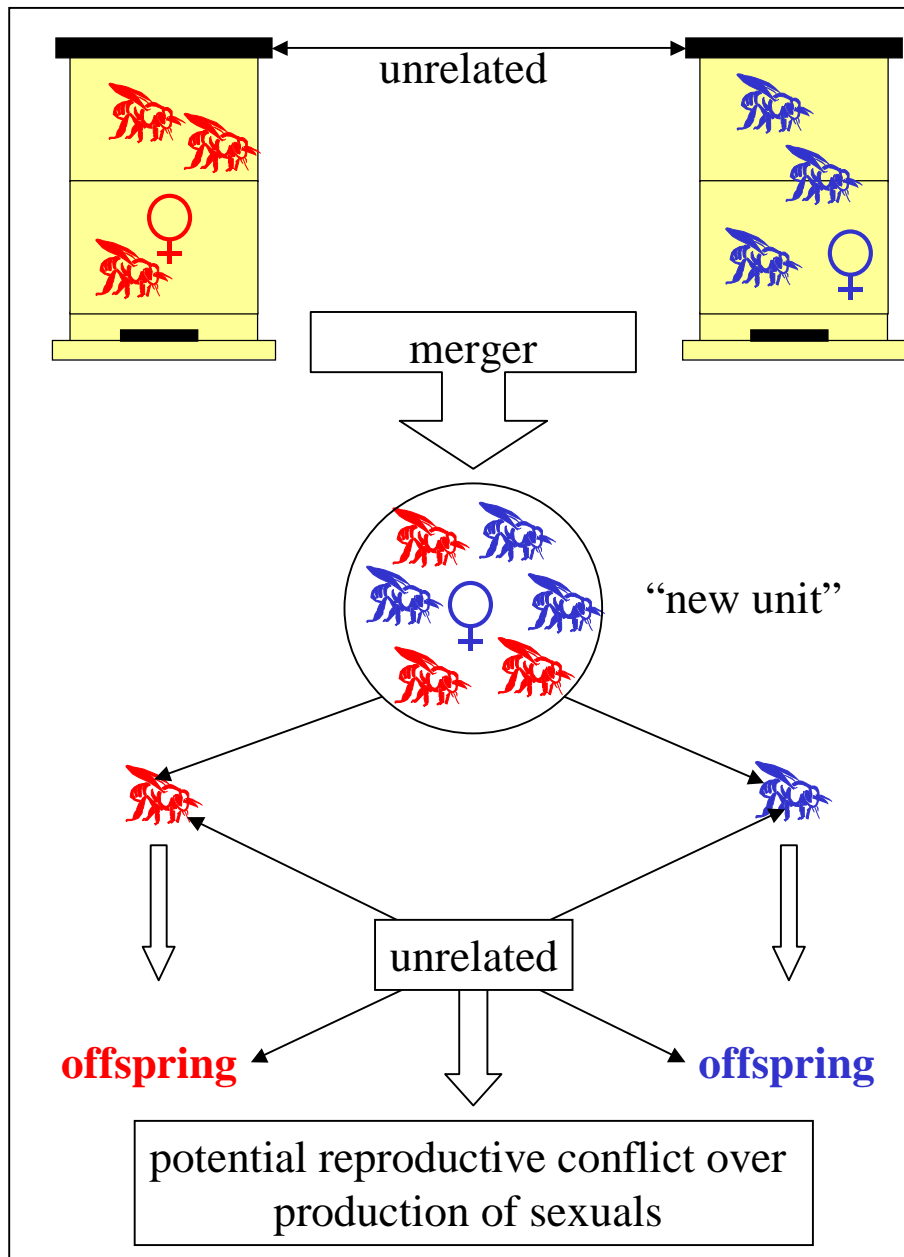 unrelated
merger
“new unit”
unrelated
offspring
offspring
potential reproductive conflict over
production of sexuals